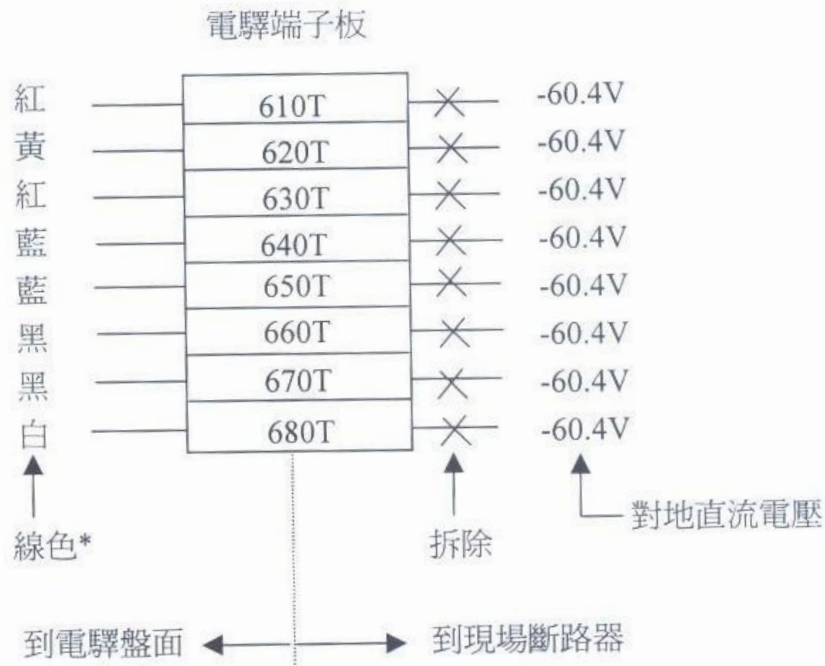 電驛端子板
紅 610T -60.4V
黃 620T -60.4V
紅 630T -60.4V
藍 640T -60.4V
藍 650T -60.4V
黑 660T -60.4V
黑 670T -60.4V
白 680T -60.4V
線色* 拆除 對地直流電壓
到電驛盤面 到現場斷路器